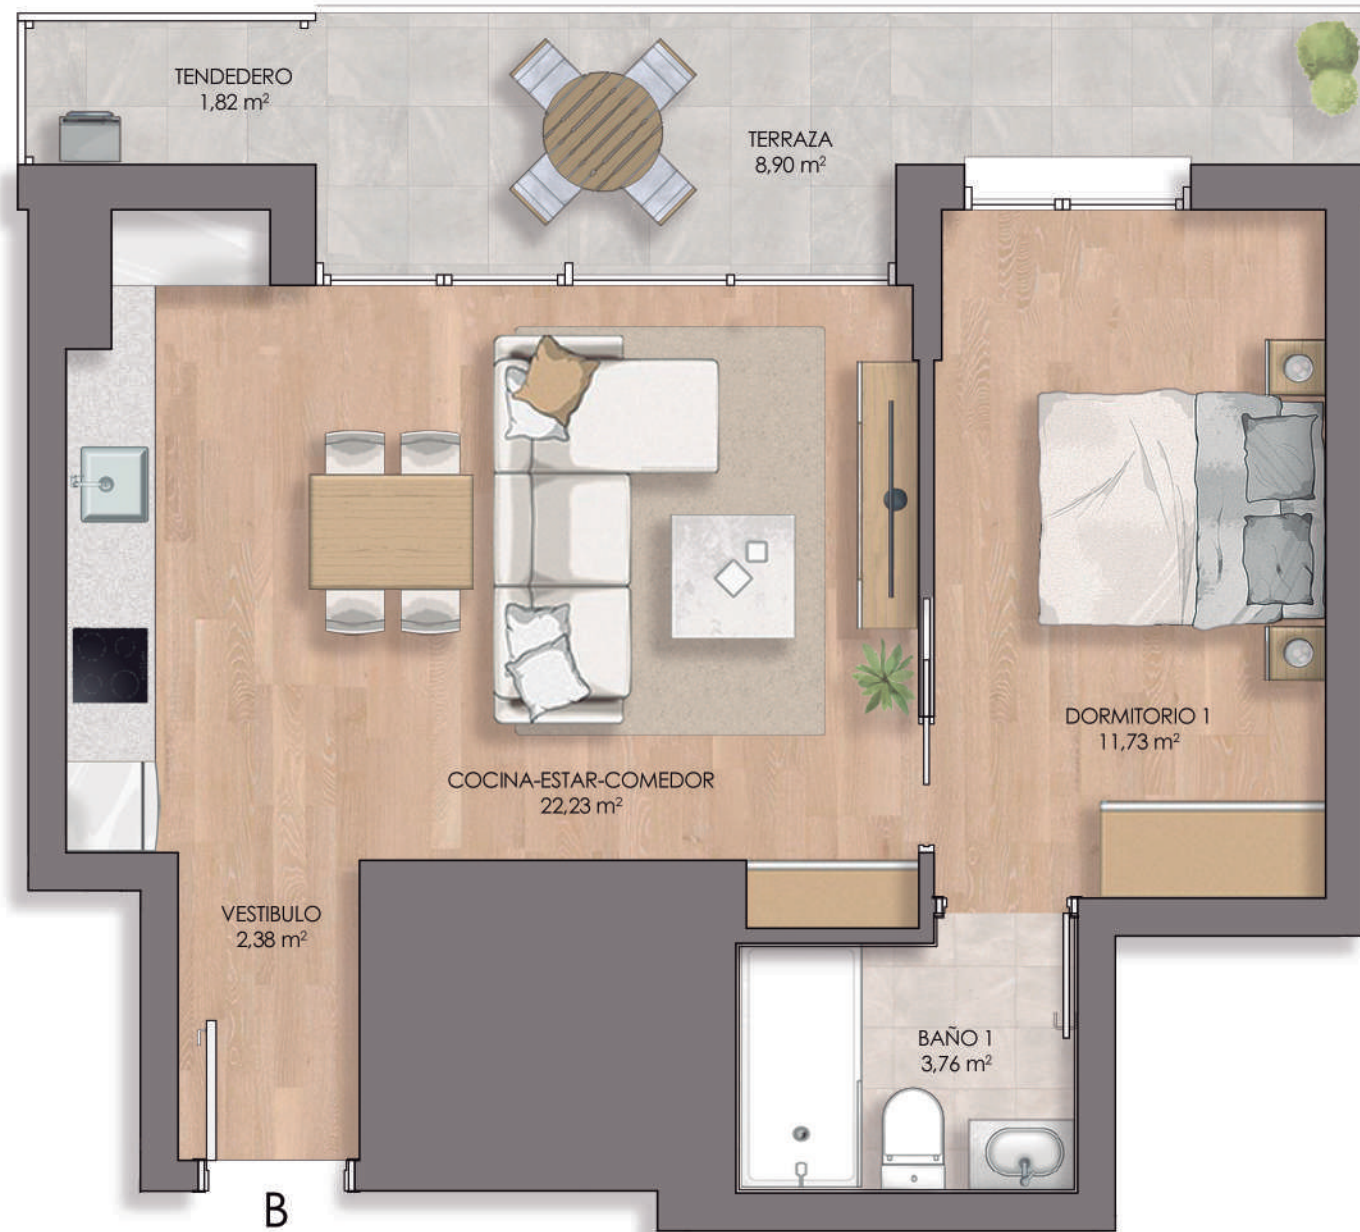 TENDEDERO
1,82 m²
TERRAZA
8,90 m²
DORMITORIO 1
11,73 m²
COCINA-ESTAR-COMEDOR
22,23 m²
VESTIBULO
2,38 m²
BAÑO 1
3,76 m²
B